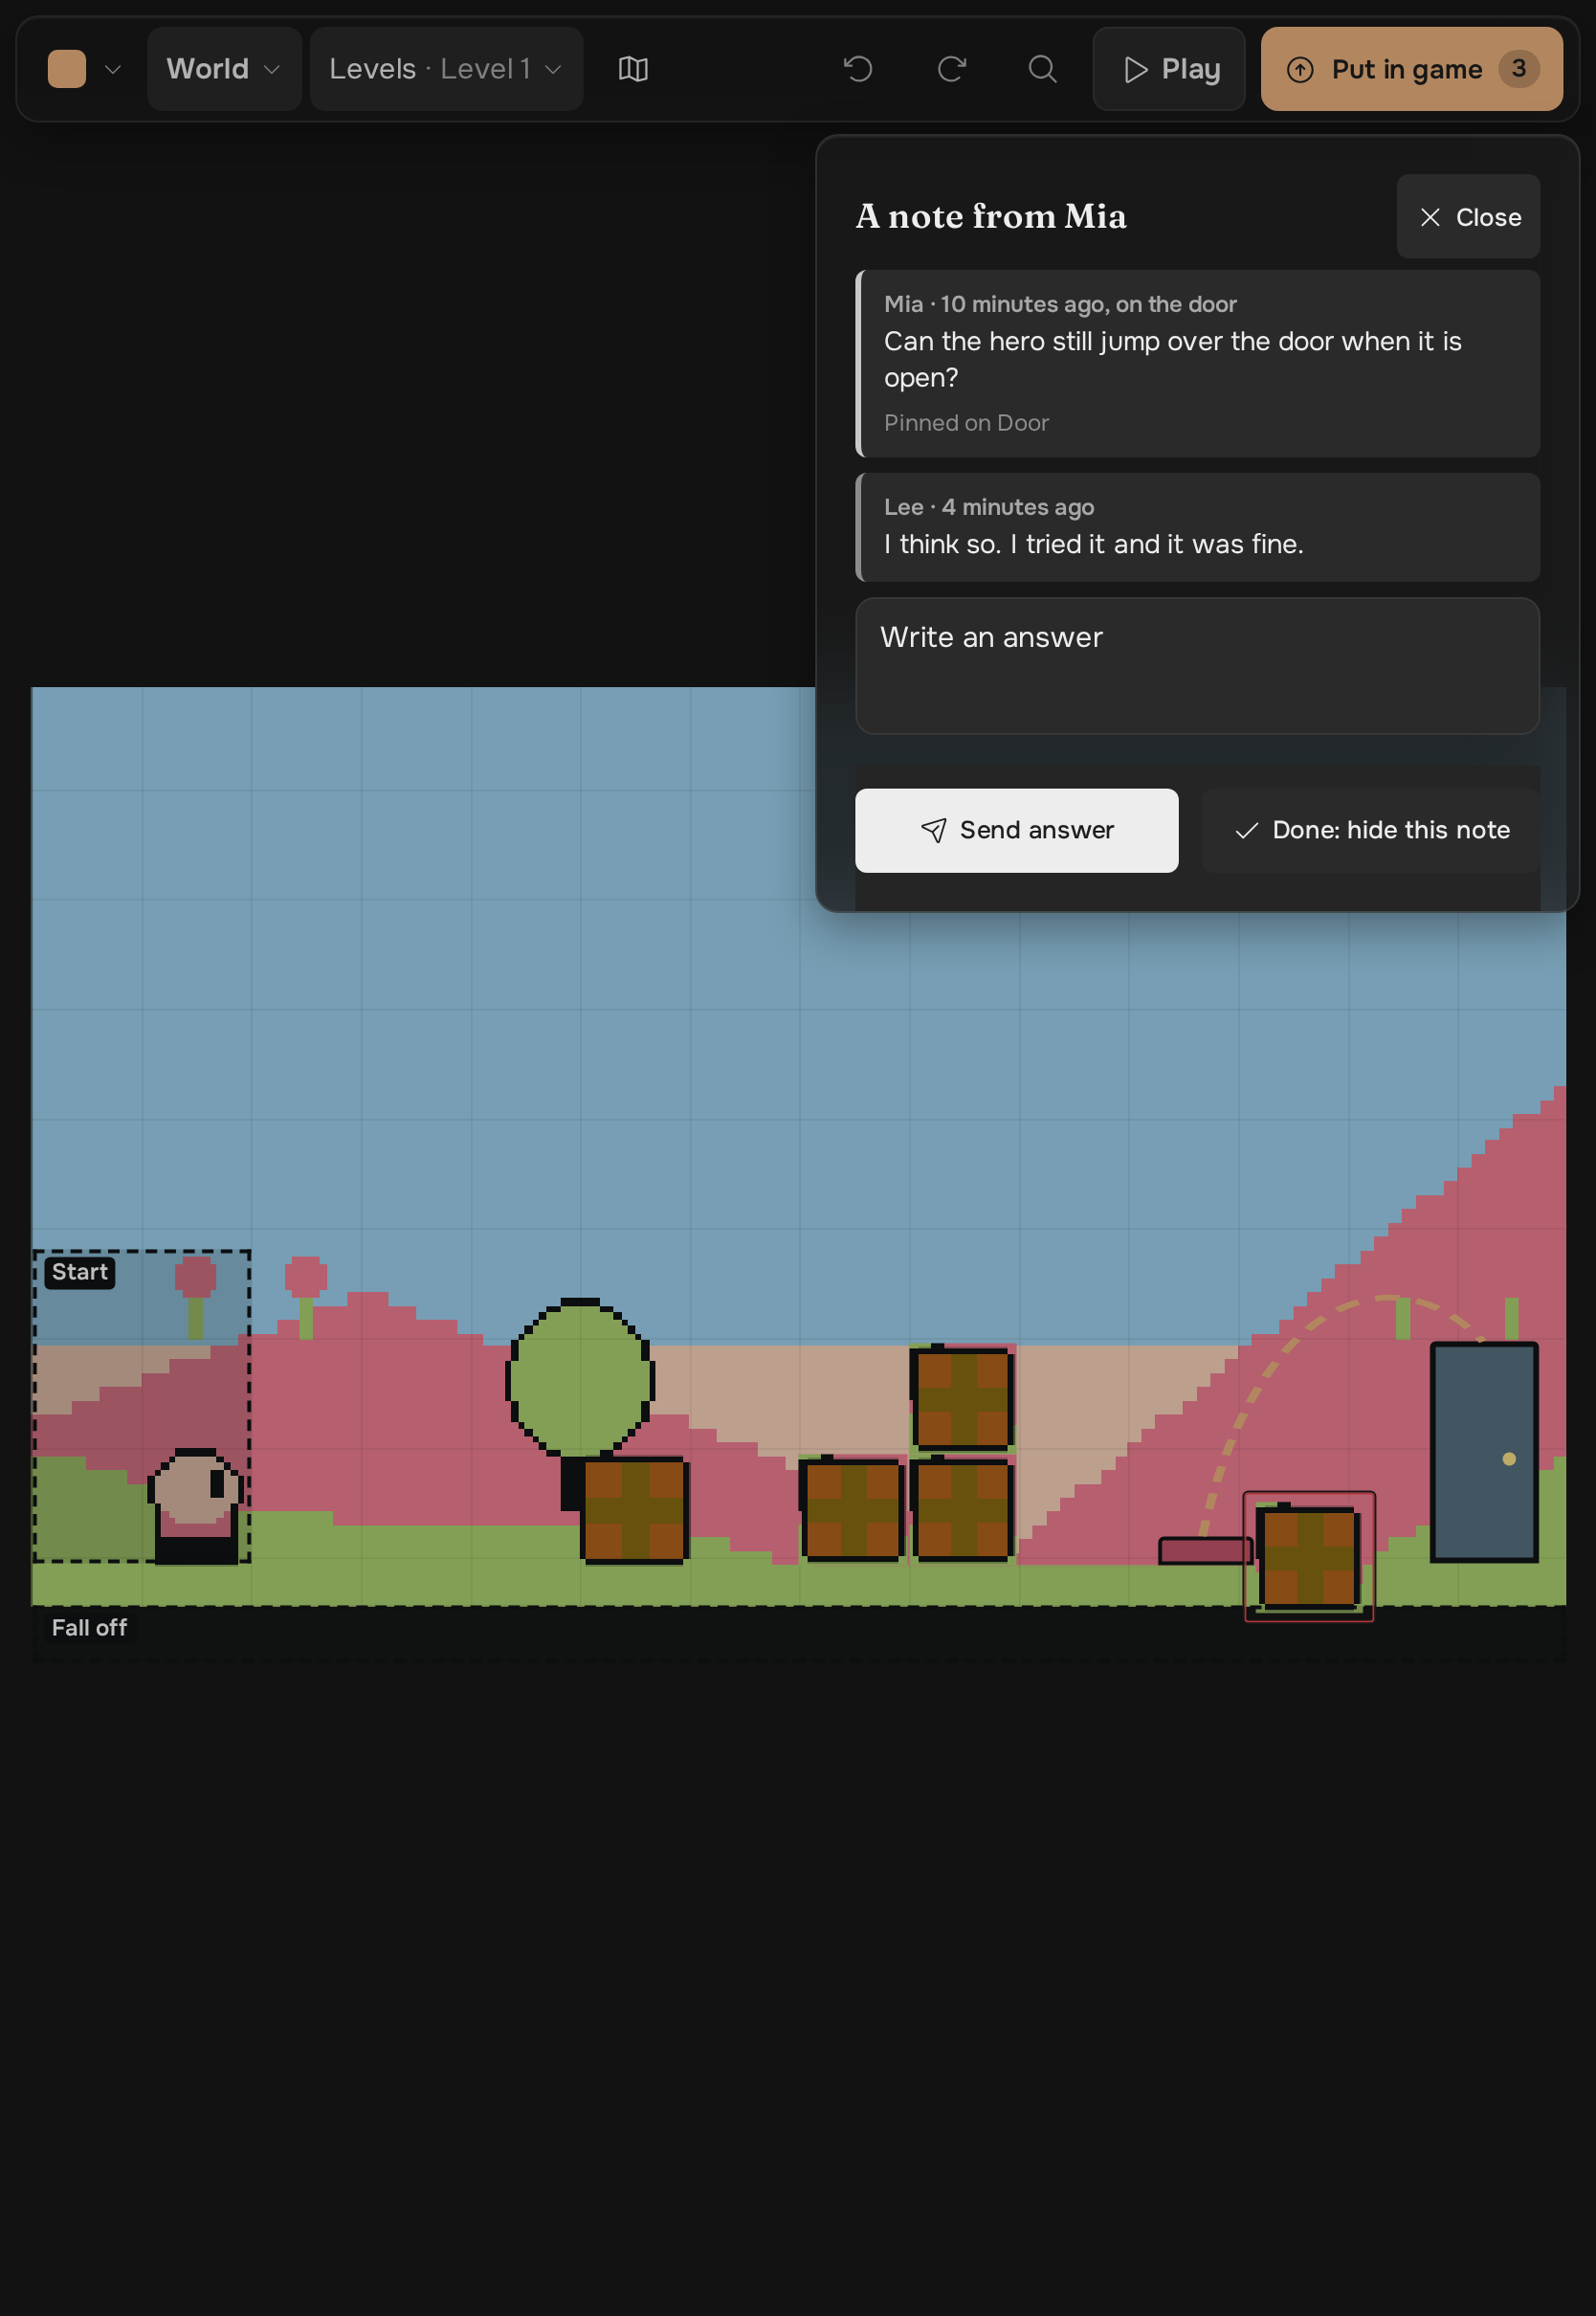 World
Levels · Level 1
Play
Put in game 3
A note from Mia
Close
Mia · 10 minutes ago, on the door
Can the hero still jump over the door when it is
open?
Pinned on Door
Lee · 4 minutes ago
I think so. I tried it and it was fine.
Write an answer
Send answer
Done: hide this note
Start
Fall off